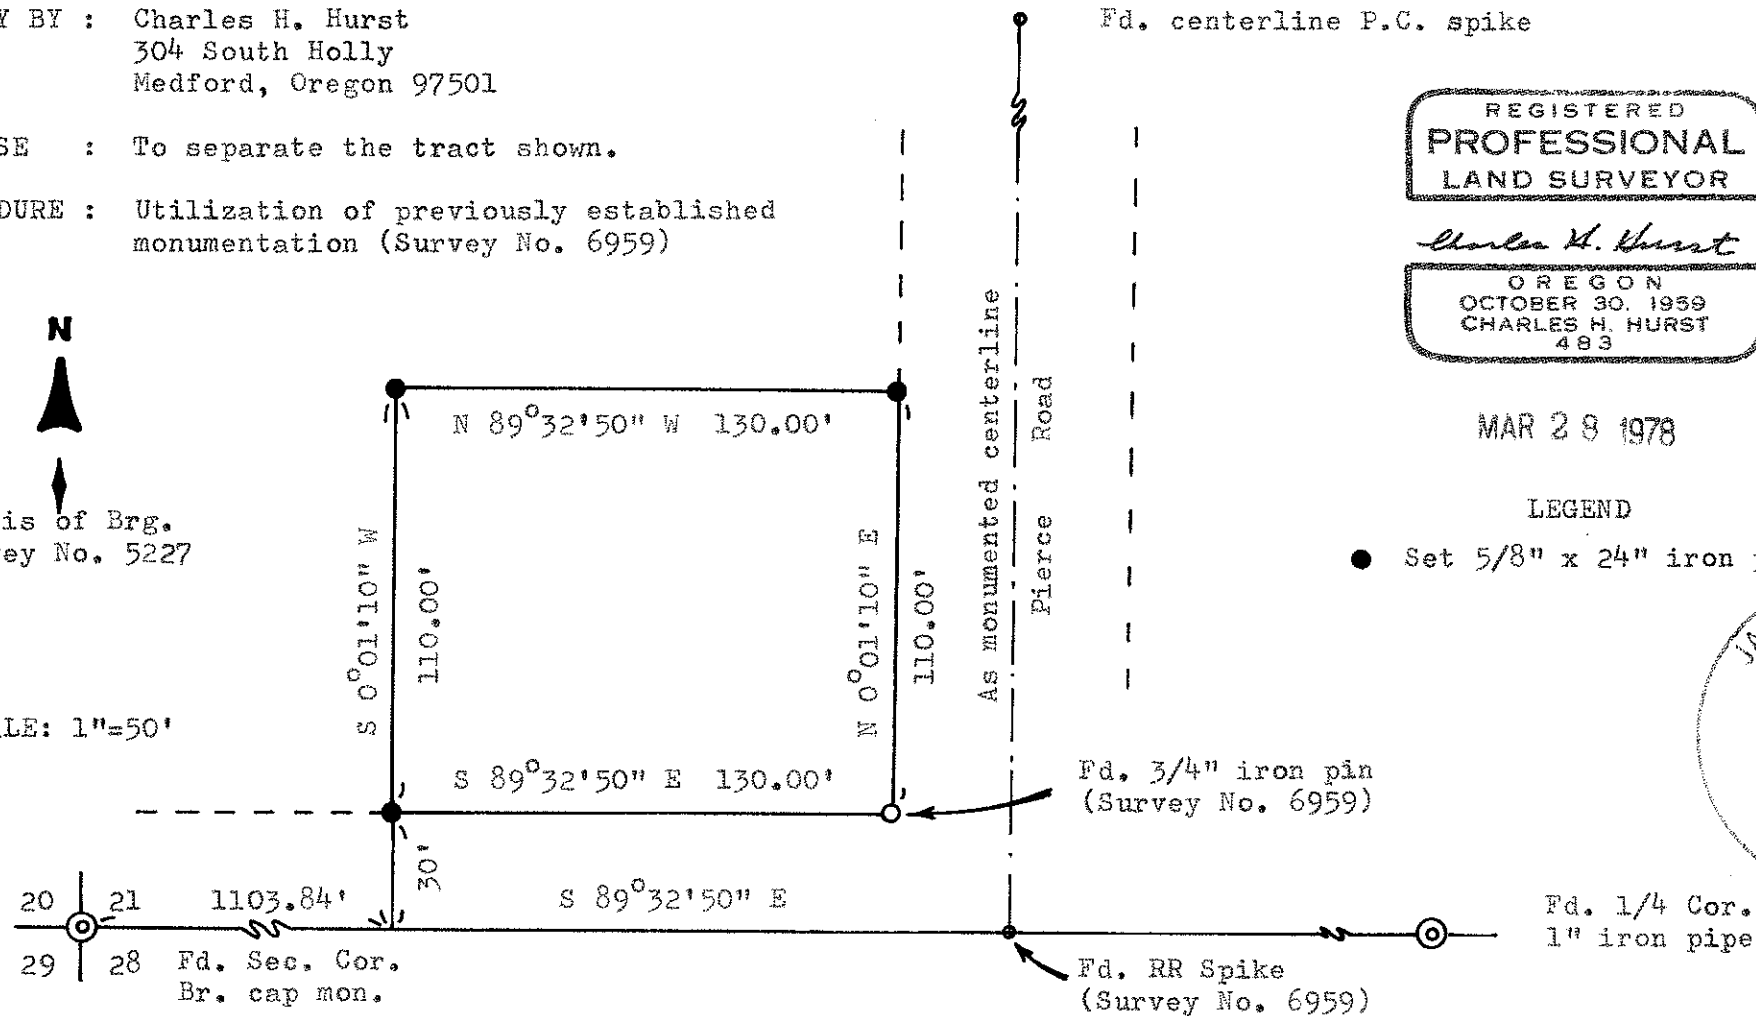 Y BY : Charles H. Hurst
304 South Holly
Medford, Oregon 97501
SE : To separate the tract shown.
DURE : Utilization of previously established
monumentation (Survey No. 6959)
Fd. centerline P.C. spike
REGISTERED
PROFESSIONAL
LAND SURVEYOR
Charles H. Hurst
OREGON
OCTOBER 30, 1959
CHARLES H. HURST
483
MAR 28 1978
LEGEND
Set 5/8" x 24" iron
N
is of Brg.
ey No. 5227
LE: 1"=50'
N 89°32'50" W 130.00'
S 0°01'10" W
110.00'
N 0°01'10" E
110.00'
S 89°32'50" E 130.00'
As monumented centerline
Pierce Road
Fd. 3/4" iron pin
(Survey No. 6959)
30'
20 21
29 28
1103.84'
S 89°32'50" E
Fd. Sec. Cor.
Br. cap mon.
Fd. RR Spike
(Survey No. 6959)
Fd. 1/4 Cor.
1" iron pipe